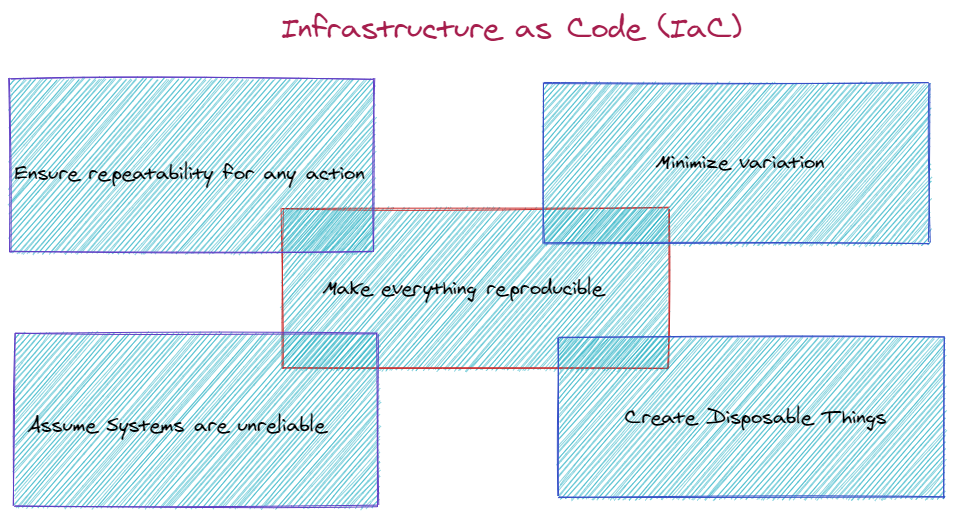 Infrastructure as Code (IaC)
Ensure repeatability for any action
Minimize variation
Make everything reproducible
Assume Systems are unreliable
Create Disposable Things